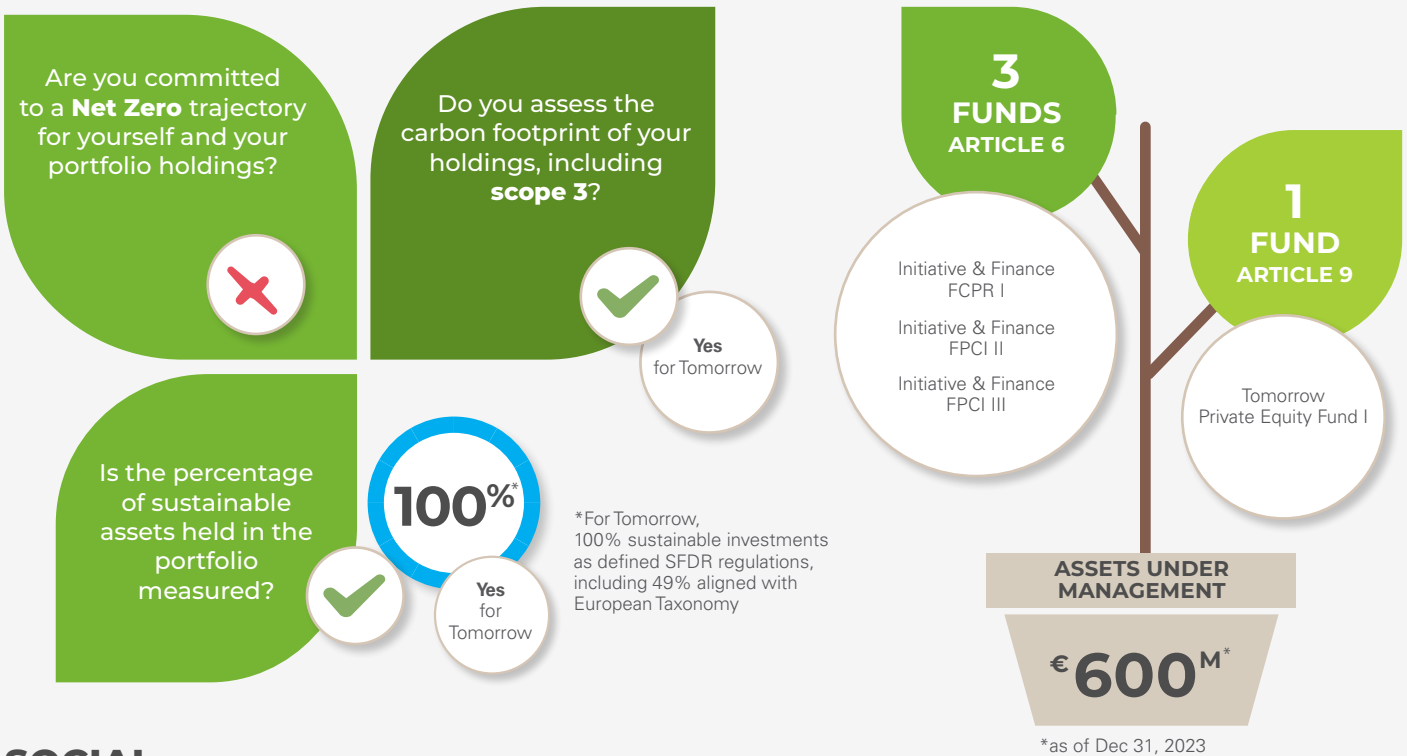 Are you committed
to a Net Zero trajectory
for yourself and your
portfolio holdings?
Do you assess the
carbon footprint of your
holdings, including
scope 3?
Yes
for Tomorrow
Is the percentage
of sustainable
assets held in the
portfolio
measured?
100%*
Yes
for
Tomorrow
*For Tomorrow,
100% sustainable investments
as defined SFDR regulations,
including 49% aligned with
European Taxonomy
3
FUNDS
ARTICLE 6
Initiative & Finance
FCPR I
Initiative & Finance
FPCI II
Initiative & Finance
FPCI III
1
FUND
ARTICLE 9
Tomorrow
Private Equity Fund I
ASSETS UNDER
MANAGEMENT
€600M*
*as of Dec 31, 2023
SOCIAL